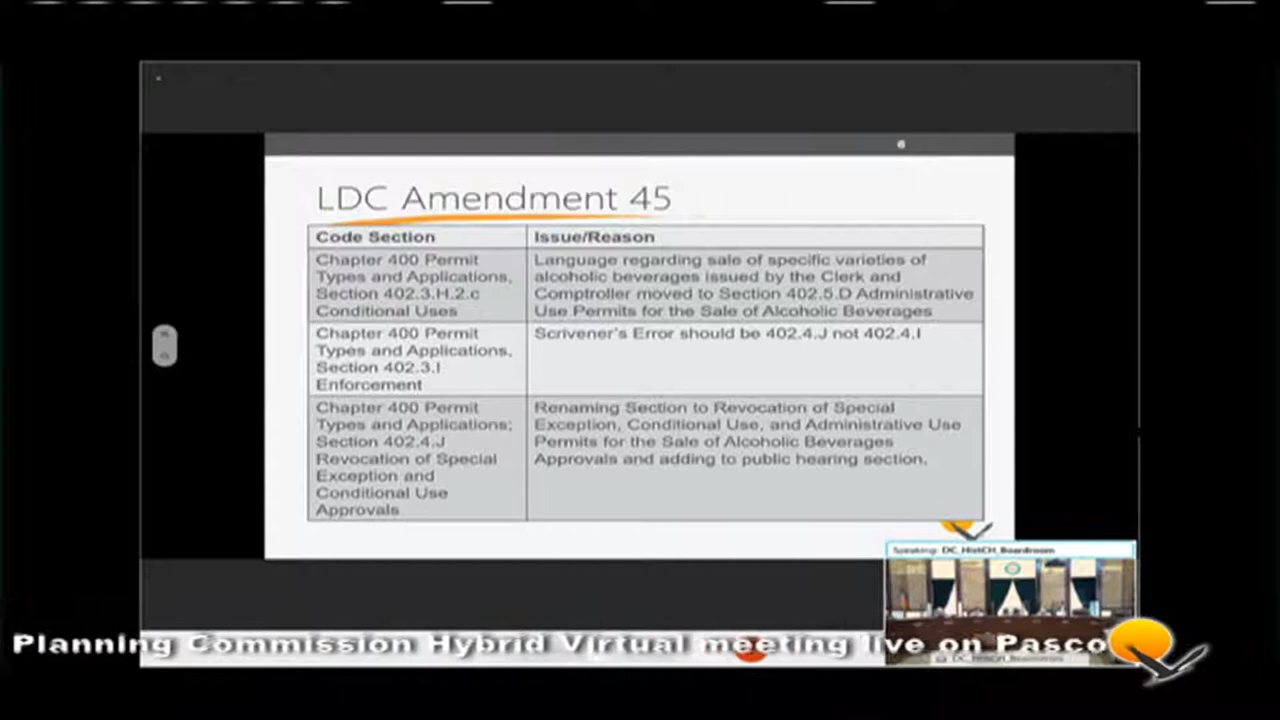 6
LDC Amendment 45
Code Section
Issue/Reason
Chapter 400 Permit
Types and Applications,
Section 402.3.H.2.c
Conditional Uses
Language regarding sale of specific varieties of
alcoholic beverages issued by the Clerk and
Comptroller moved to Section 402.5.D Administrative
Use Permits for the Sale of Alcoholic Beverages
Chapter 400 Permit
Types and Applications,
Section 402.3.I
Enforcement
Scrivener's Error should be 402.4.J not 402.4.I
Chapter 400 Permit
Types and Applications;
Section 402.4.J
Revocation of Special
Exception and
Conditional Use
Approvals
Renaming Section to Revocation of Special
Exception, Conditional Use, and Administrative Use
Permits for the Sale of Alcoholic Beverages
Approvals and adding to public hearing section.
Speaking: DC_HistCH_Boardroom
Planning Commission Hybrid Virtual meeting live on Pasco